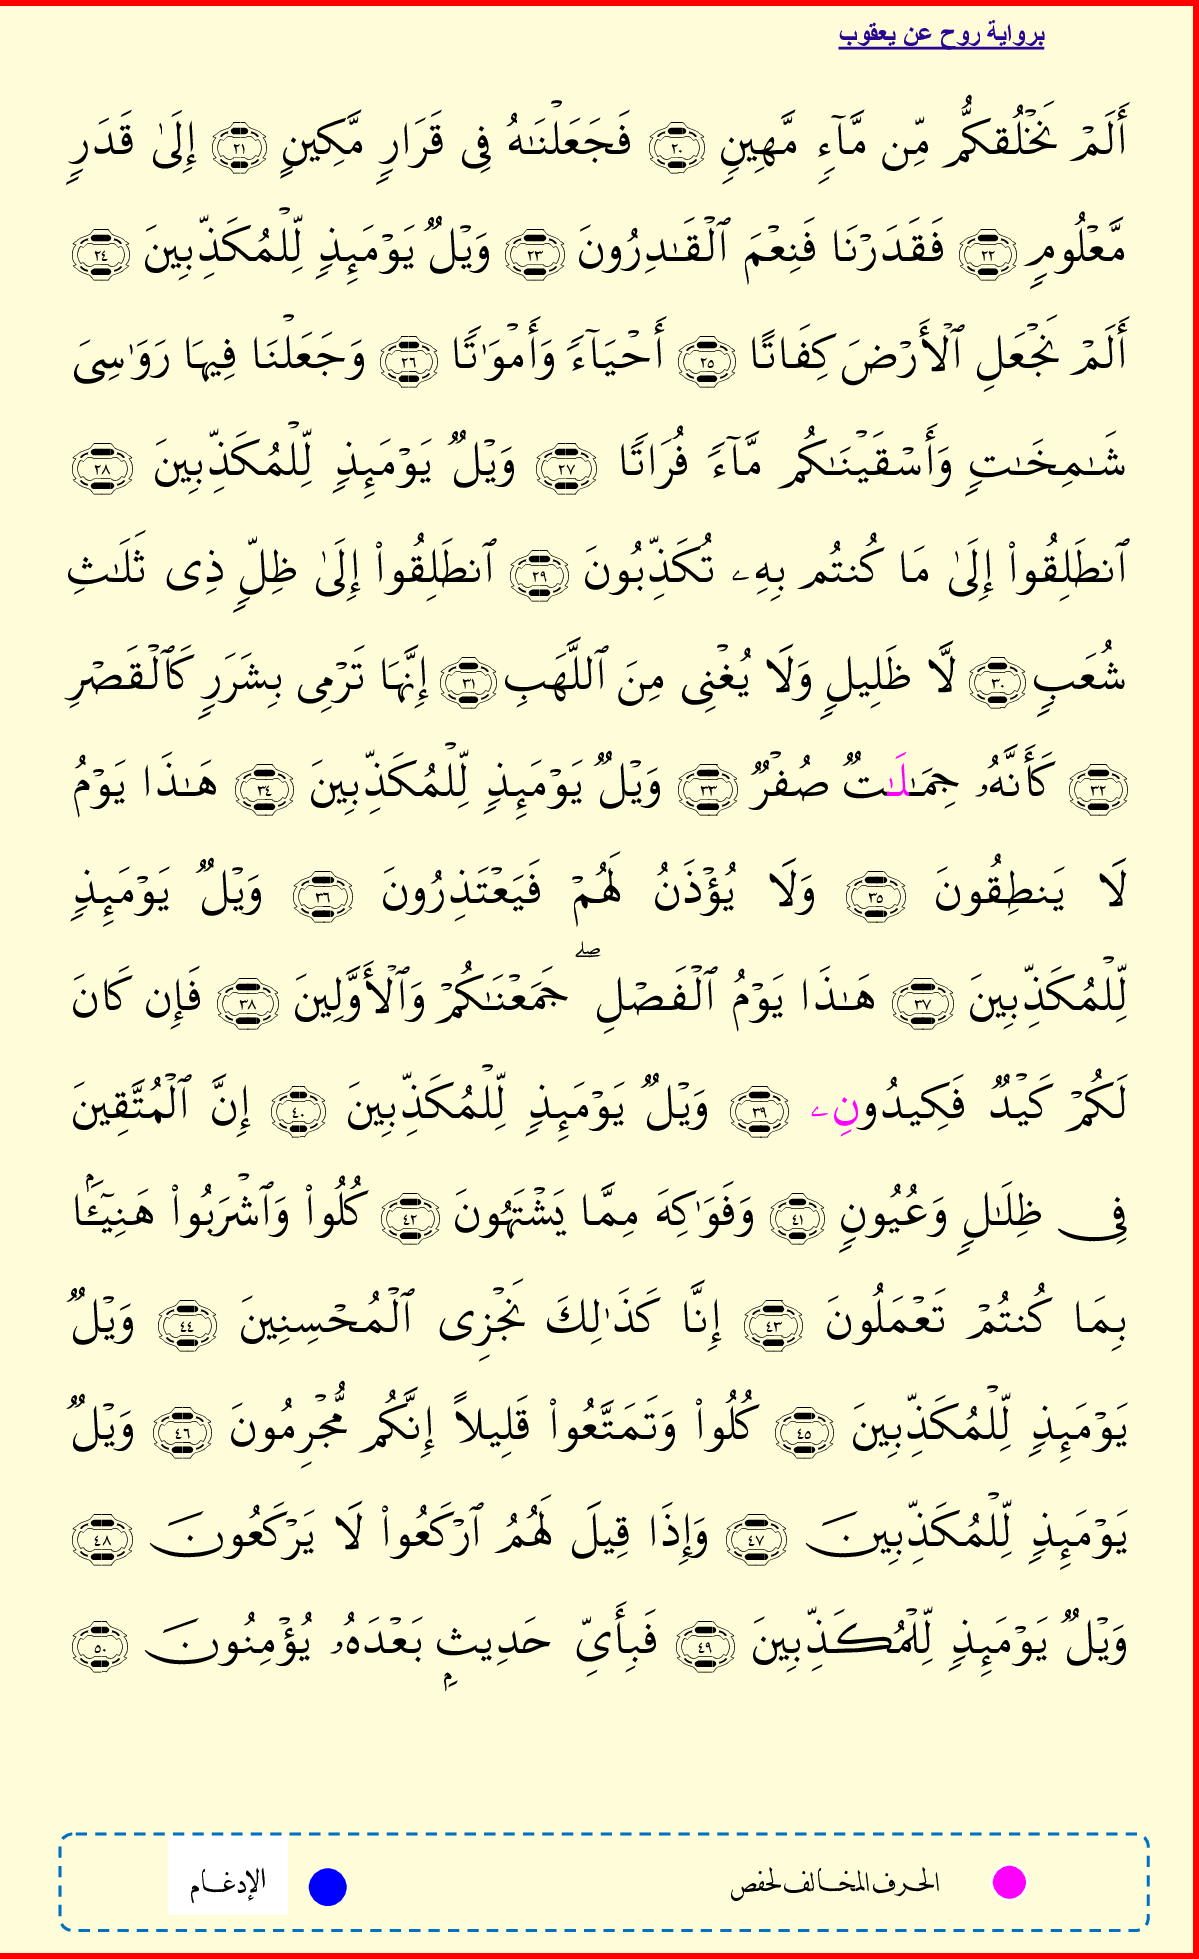 برواية روح عن يعقوب
أَلَمۡ نَخۡلُقكُّم مِّن مَّآءٖ مَّهِينٖ ٢٠ فَجَعَلۡنَٰهُ فِي قَرَارٖ مَّكِينٍ ٢١ إِلَىٰ قَدَرٖ
مَّعۡلُومٖ ٢٢ فَقَدَرۡنَا فَنِعۡمَ ٱلۡقَٰدِرُونَ ٢٣ وَيۡلٞ يَوۡمَئِذٖ لِّلۡمُكَذِّبِينَ ٢٤
أَلَمۡ نَجۡعَلِ ٱلۡأَرۡضَ كِفَاتًا ٢٥ أَحۡيَآءٗ وَأَمۡوَٰتٗا ٢٦ وَجَعَلۡنَا فِيهَا رَوَٰسِيَ
شَٰمِخَٰتٖ وَأَسۡقَيۡنَٰكُم مَّآءٗ فُرَاتٗا ٢٧ وَيۡلٞ يَوۡمَئِذٖ لِّلۡمُكَذِّبِينَ ٢٨
ٱنطَلِقُواْ إِلَىٰ مَا كُنتُم بِهِۦ تُكَذِّبُونَ ٢٩ ٱنطَلِقُواْ إِلَىٰ ظِلّٖ ذِي ثَلَٰثِ
شُعَبٖ ٣٠ لَّا ظَلِيلٖ وَلَا يُغۡنِي مِنَ ٱللَّهَبِ ٣١ إِنَّهَا تَرۡمِي بِشَرَرٖ كَٱلۡقَصۡرِ
٣٢ كَأَنَّهُۥ جِمَٰلَٰتٞ صُفۡرٞ ٣٣ وَيۡلٞ يَوۡمَئِذٖ لِّلۡمُكَذِّبِينَ ٣٤ هَٰذَا يَوۡمُ
لَا يَنطِقُونَ ٣٥ وَلَا يُؤۡذَنُ لَهُمۡ فَيَعۡتَذِرُونَ ٣٦ وَيۡلٞ يَوۡمَئِذٖ
لِّلۡمُكَذِّبِينَ ٣٧ هَٰذَا يَوۡمُ ٱلۡفَصۡلِۖ جَمَعۡنَٰكُمۡ وَٱلۡأَوَّلِينَ ٣٨ فَإِن كَانَ
لَكُمۡ كَيۡدٞ فَكِيدُونِۦ ٣٩ وَيۡلٞ يَوۡمَئِذٖ لِّلۡمُكَذِّبِينَ ٤٠ إِنَّ ٱلۡمُتَّقِينَ
فِي ظِلَٰلٖ وَعُيُونٖ ٤١ وَفَوَٰكِهَ مِمَّا يَشۡتَهُونَ ٤٢ كُلُواْ وَٱشۡرَبُواْ هَنِيٓـَٔۢا
بِمَا كُنتُمۡ تَعۡمَلُونَ ٤٣ إِنَّا كَذَٰلِكَ نَجۡزِي ٱلۡمُحۡسِنِينَ ٤٤ وَيۡلٞ
يَوۡمَئِذٖ لِّلۡمُكَذِّبِينَ ٤٥ كُلُواْ وَتَمَتَّعُواْ قَلِيلًا إِنَّكُم مُّجۡرِمُونَ ٤٦ وَيۡلٞ
يَوۡمَئِذٖ لِّلۡمُكَذِّبِينَ ٤٧ وَإِذَا قِيلَ لَهُمُ ٱرۡكَعُواْ لَا يَرۡكَعُونَ ٤٨
وَيۡلٞ يَوۡمَئِذٖ لِّلۡمُكَذِّبِينَ ٤٩ فَبِأَيِّ حَدِيثِۭ بَعۡدَهُۥ يُؤۡمِنُونَ ٥٠
الحرف المخالف لحفص الإدغام